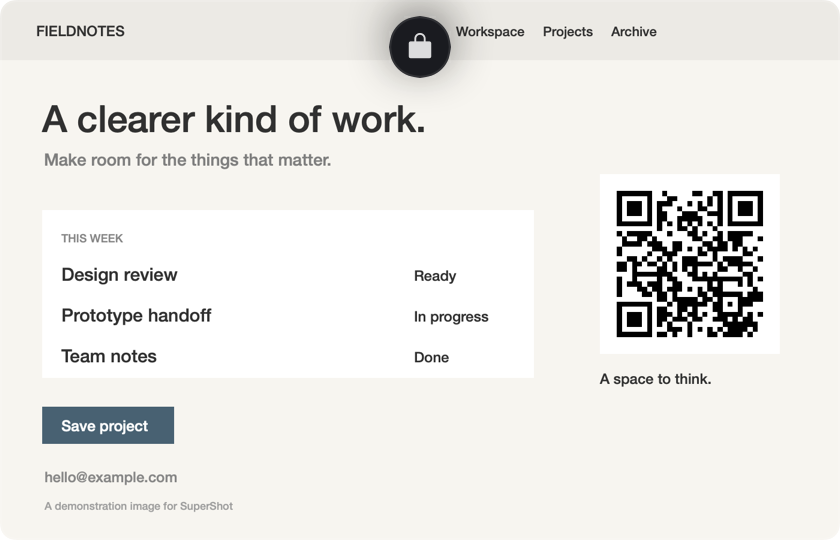 FIELDNOTES
Workspace Projects Archive
A clearer kind of work.
Make room for the things that matter.
THIS WEEK
Design review Ready
Prototype handoff In progress
Team notes Done
A space to think.
Save project
hello@example.com
A demonstration image for SuperShot